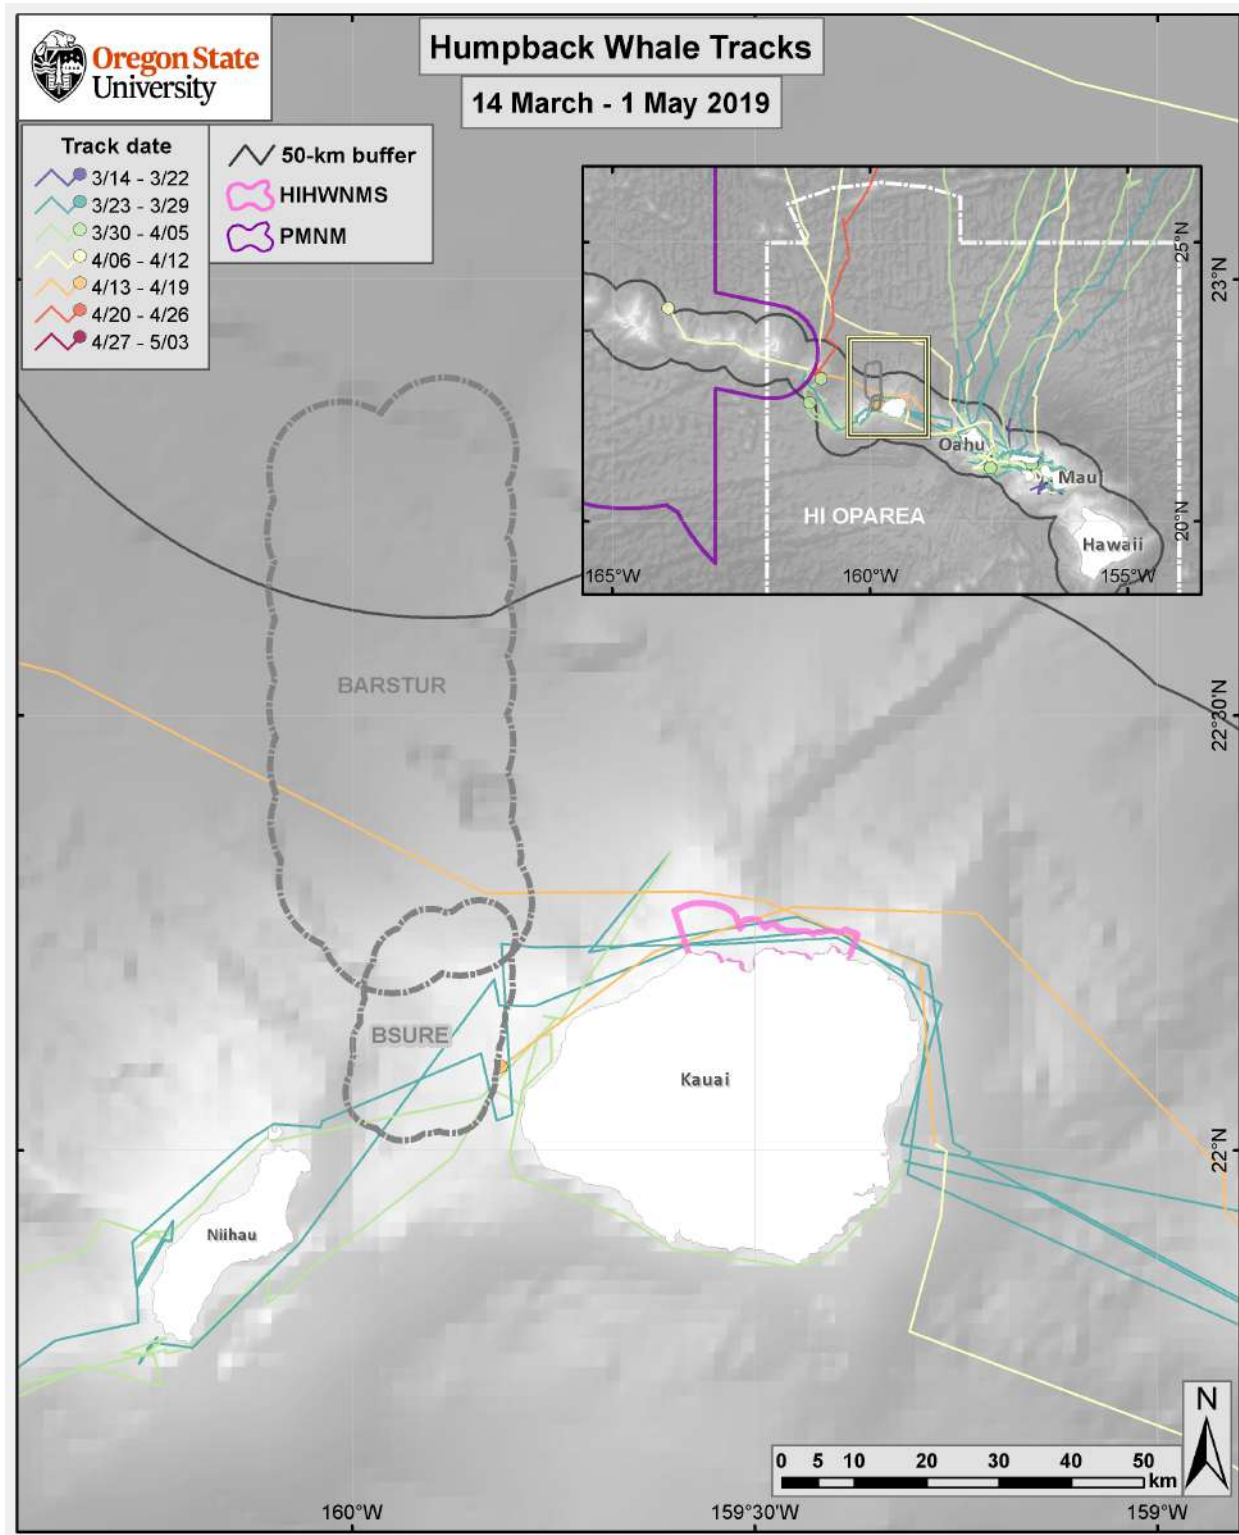 Oregon State
University
Humpback Whale Tracks
14 March - 1 May 2019
Track date
3/14 - 3/22
3/23 - 3/29
3/30 - 4/05
4/06 - 4/12
4/13 - 4/19
4/20 - 4/26
4/27 - 5/03
50-km buffer
HIHWNMS
PMNM
25°N
20°N
Oahu
Maui
HI OPAREA
Hawaii
165°W
160°W
155°W
23°N
BARSTUR
22°30'N
BSURE
Kauai
22°N
Niihau
N
0 5 10 20 30 40 50
km
160°W
159°30'W
159°W